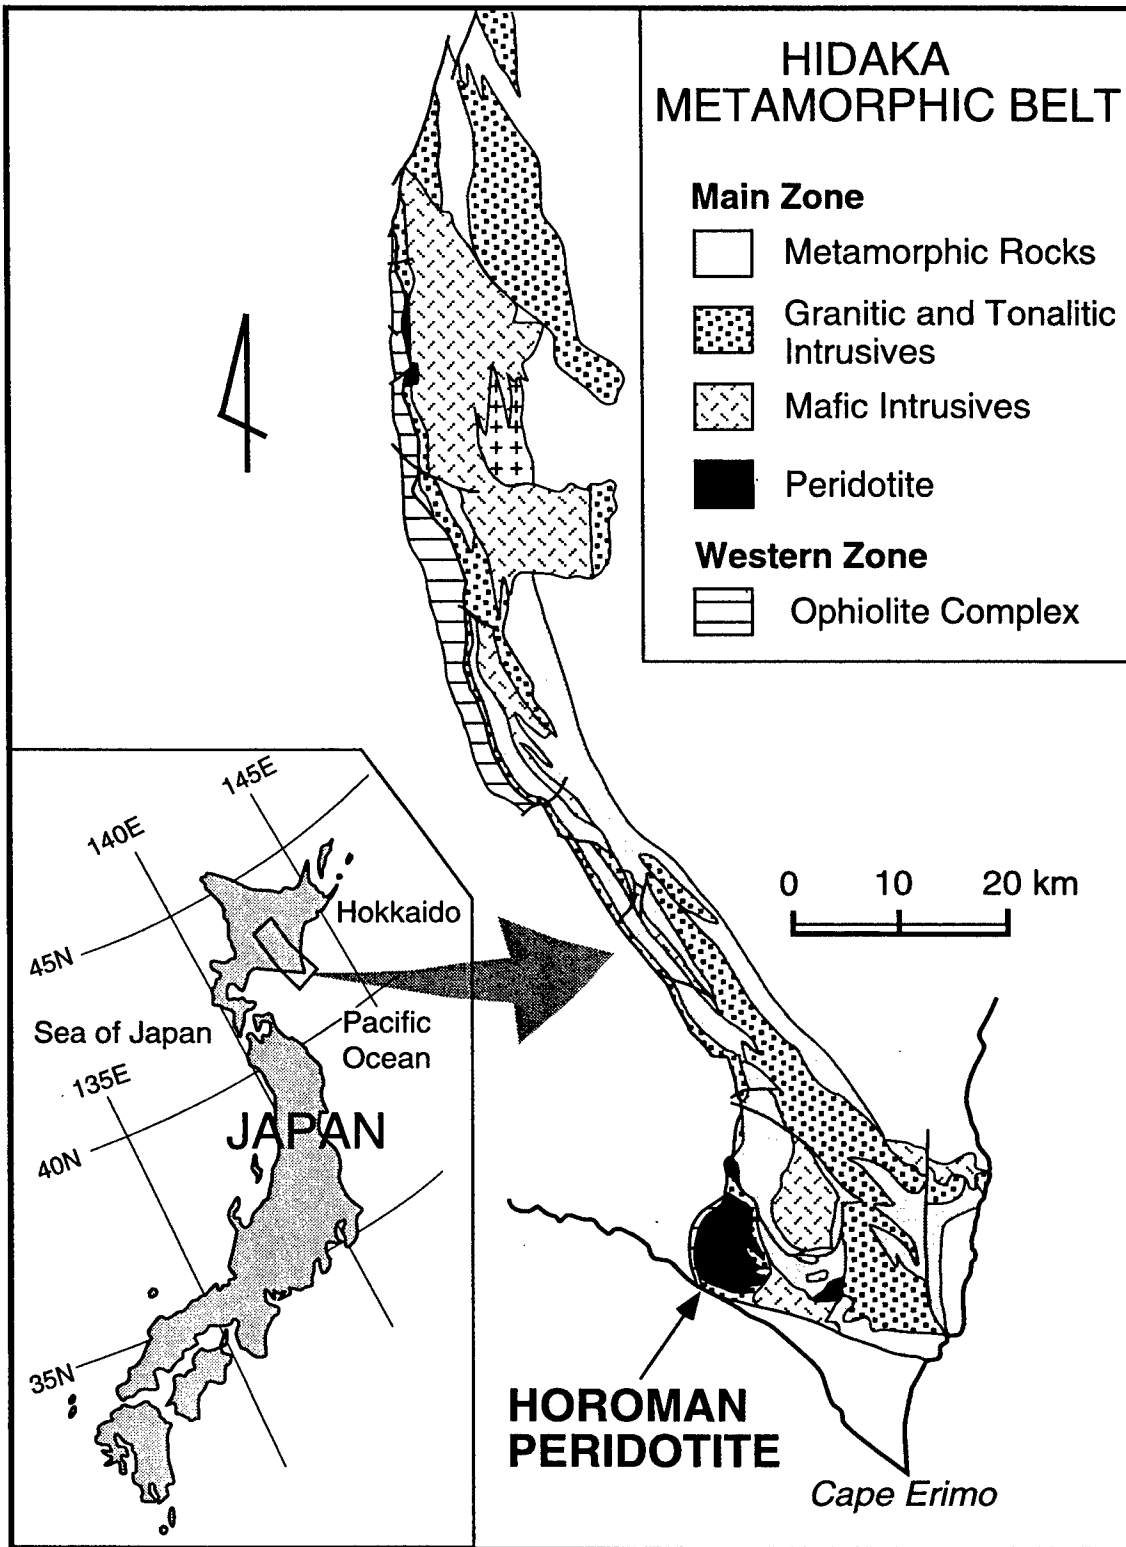 HIDAKA
METAMORPHIC BELT
Main Zone
Metamorphic Rocks
Granitic and Tonalitic
Intrusives
Mafic Intrusives
Peridotite
Western Zone
Ophiolite Complex
0 10 20 km
145E
140E
Hokkaido
45N
Sea of Japan
Pacific
Ocean
135E
JAPAN
40N
35N
HOROMAN
PERIDOTITE
Cape Erimo